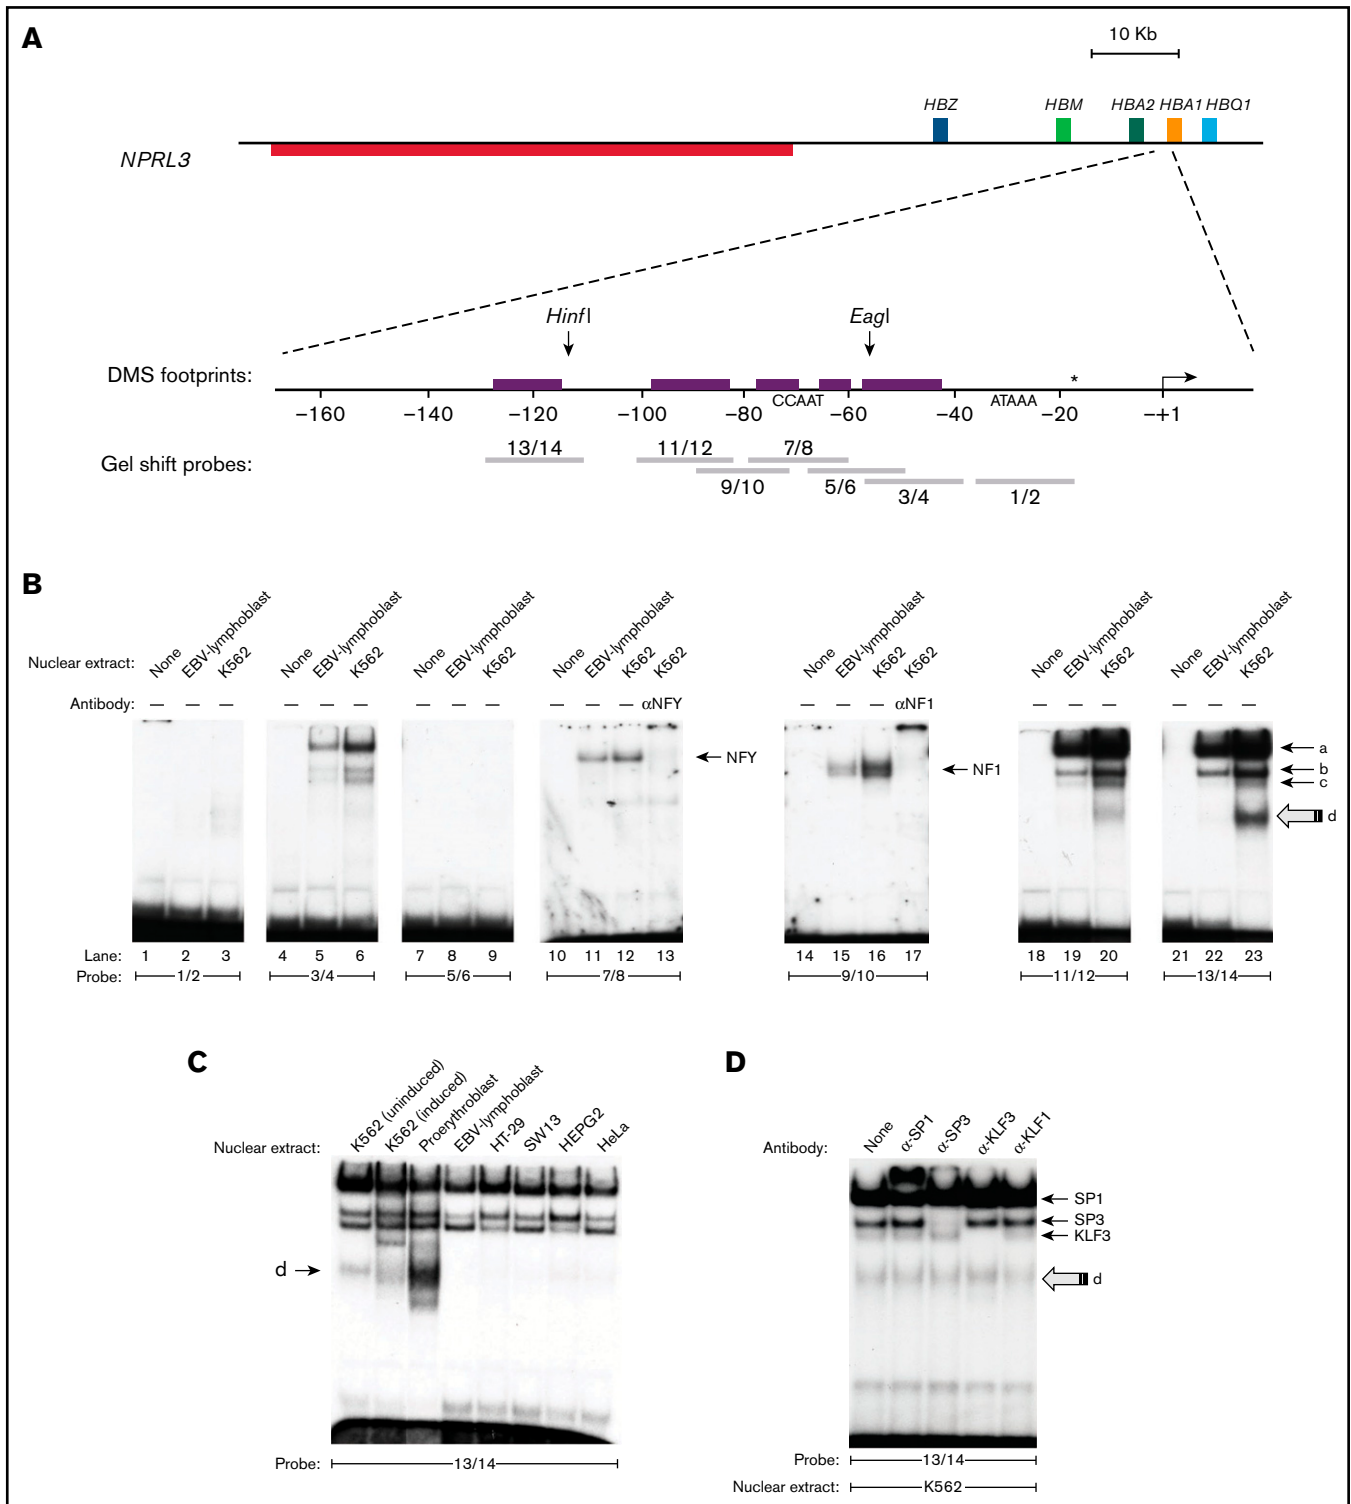 A
10 Kb
HBZ HBM HBA2 HBA1 HBQ1
NPRL3
HinfI EagI
DMS footprints:
*
CCAAT ATAAA
−160 −140 −120 −100 −80 −60 −40 −20 −+1
Gel shift probes:
13/14 11/12 7/8
9/10 5/6 3/4 1/2
B
Nuclear extract: None EBV-lymphoblast K562 None EBV-lymphoblast K562 None EBV-lymphoblast K562 None EBV-lymphoblast K562 K562 None EBV-lymphoblast K562 K562 None EBV-lymphoblast K562 None EBV-lymphoblast K562
Antibody: – – – – – – – – – – – – αNFY – – – αNF1 – – – – – –
NFY
NF1
a
b
c
d
Lane: 1 2 3 4 5 6 7 8 9 10 11 12 13 14 15 16 17 18 19 20 21 22 23
Probe: 1/2 3/4 5/6 7/8 9/10 11/12 13/14
C
Nuclear extract: K562 (uninduced) K562 (induced) Proerythroblast EBV-lymphoblast HT-29 SW13 HEPG2 HeLa
d
Probe: 13/14
D
Antibody: None α-SP1 α-SP3 α-KLF3 α-KLF1
SP1
SP3
KLF3
d
Probe: 13/14
Nuclear extract: K562